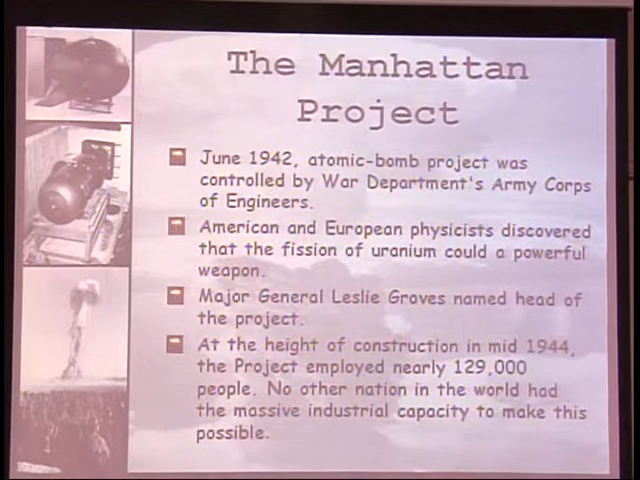 The Manhattan
Project
June 1942, atomic-bomb project was
controlled by War Department's Army Corps
of Engineers.
American and European physicists discovered
that the fission of uranium could a powerful
weapon.
Major General Leslie Groves named head of
the project.
At the height of construction in mid 1944,
the Project employed nearly 129,000
people. No other nation in the world had
the massive industrial capacity to make this
possible.